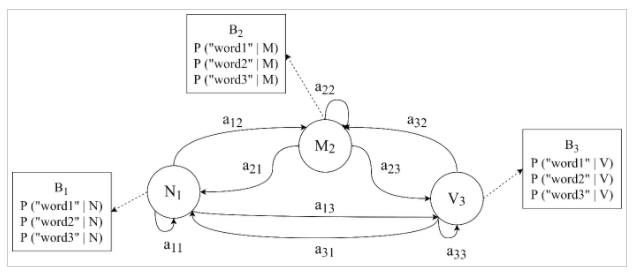 B₂
P ("word1" | M)
P ("word2" | M)
P ("word3" | M)
a₂₂
a₁₂
a₃₂
M₂
B₃
P ("word1" | V)
P ("word2" | V)
P ("word3" | V)
a₂₁
a₂₃
B₁
P ("word1" | N)
P ("word2" | N)
P ("word3" | N)
N₁
V₃
a₁₃
a₁₁
a₃₁
a₃₃